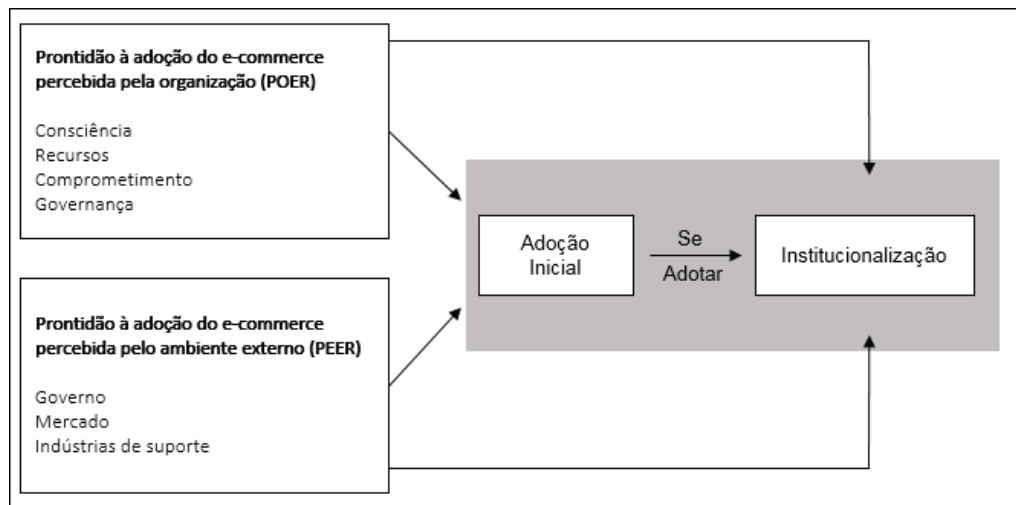 Prontidão à adoção do e-commerce
percebida pela organização (POER)
Consciência
Recursos
Comprometimento
Governança
Prontidão à adoção do e-commerce
percebida pelo ambiente externo (PEER)
Governo
Mercado
Indústrias de suporte
Adoção
Inicial
Se
Adotar
Institucionalização